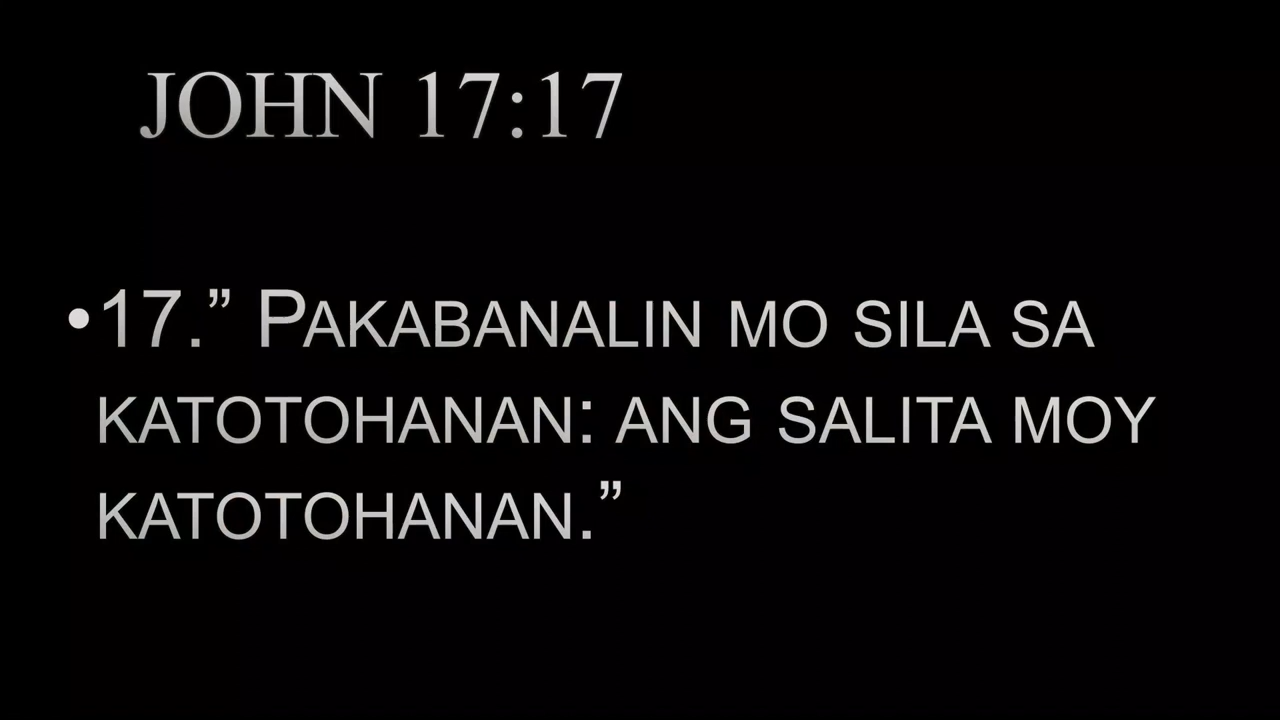 JOHN 17:17
•17.” PAKABANALIN MO SILA SA
KATOTOHANAN: ANG SALITA MOY
KATOTOHANAN.”